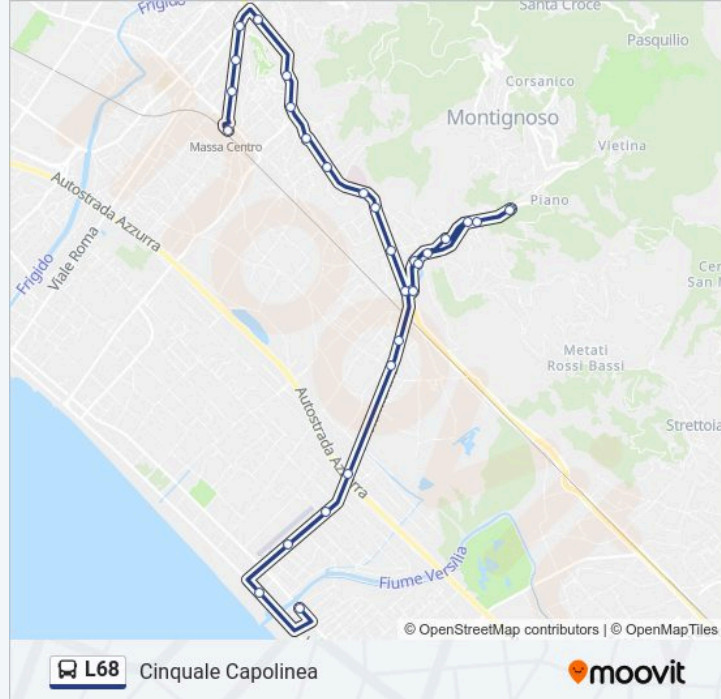 Frigido
Santa Croce
Pasquilio
Corsanico
Montignoso
Vietina
Massa Centro
Piano
Autostrada Azzurra
Viale Roma
Frigido
Metati
Rossi Bassi
Strettoia
Autostrada Azzurra
Fiume Versilia
© OpenStreetMap contributors | © OpenMapTiles
L68 Cinquale Capolinea
moovit